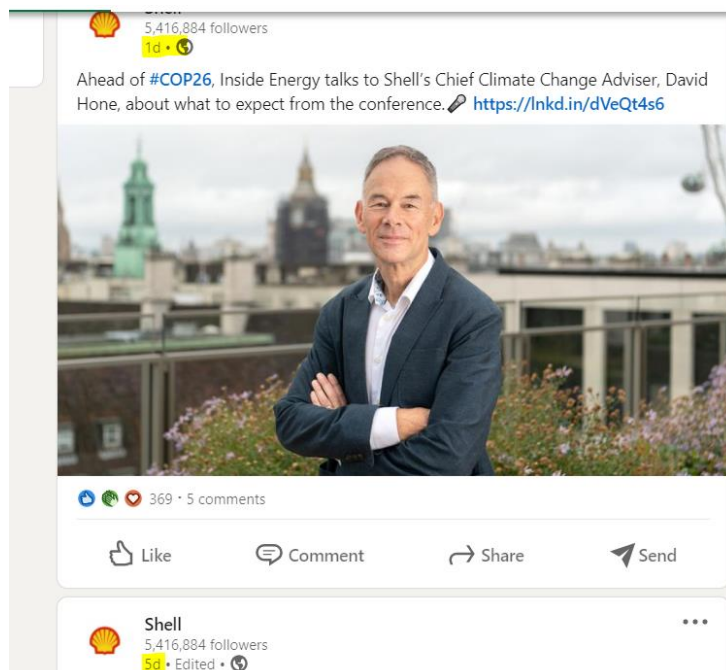 Shell
5,416,884 followers
1d •
Ahead of #COP26, Inside Energy talks to Shell's Chief Climate Change Adviser, David
Hone, about what to expect from the conference. https://lnkd.in/dVeQt4s6
369 · 5 comments
Like Comment Share Send
Shell
5,416,884 followers
5d • Edited •